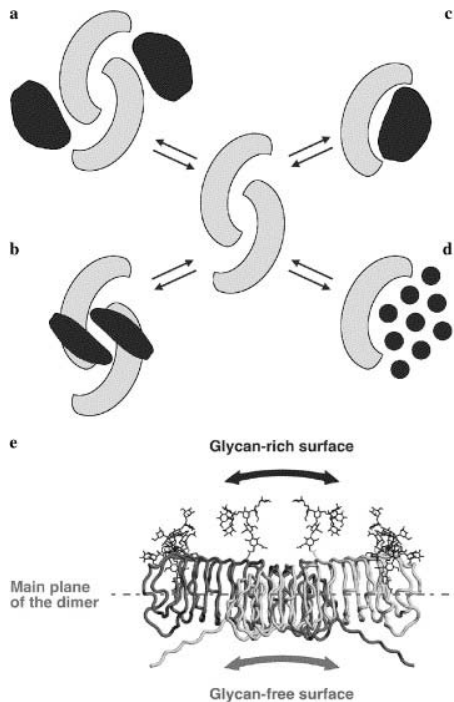 a
c
b
d
e
Glycan-rich surface
Main plane
of the dimer
Glycan-free surface